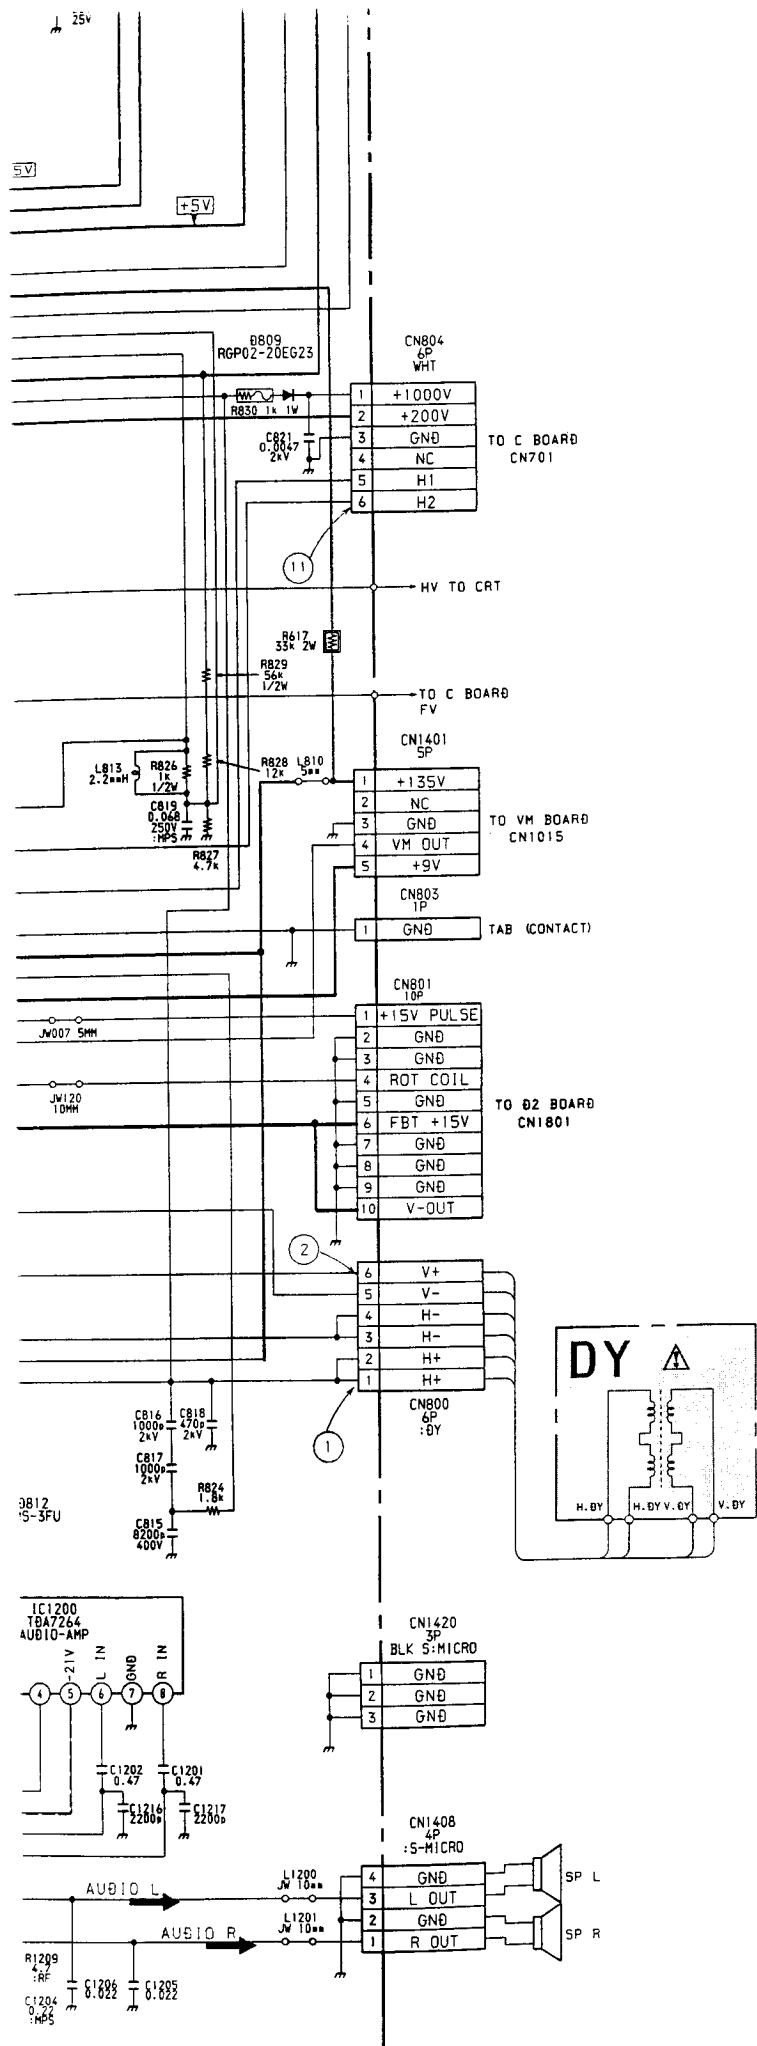 25V
5V
+5V
D809
RGP02-20EG23
CN804
6P
WHT
R830 1k 1W
1 +1000V
2 +200V
3 GND
4 NC
5 H1
6 H2
C821
0.0047
2kV
TO C BOARD
CN701
11
HV TO CRT
R617
33k 2W
R829
56k
1/2W
TO C BOARD
FV
CN1401
5P
L813
2.2mmH
R826
1k
1/2W
R828
12k
L810
5mm
1 +135V
2 NC
3 GND
4 VM OUT
5 +9V
TO VM BOARD
CN1015
C819
0.068
250V
:MPS
R827
4.7k
CN803
1P
1 GND
TAB (CONTACT)
CN801
10P
JW007 5MM
JW120
10MM
1 +15V PULSE
2 GND
3 GND
4 ROT COIL
5 GND
6 FBT +15V
7 GND
8 GND
9 GND
10 V-OUT
TO D2 BOARD
CN1801
2
6 V+
5 V-
4 H-
3 H-
2 H+
1 H+
CN800
6P
:DY
1
DY
H.DY H.DY V.DY V.DY
C816
1000p
2kV
C818
470p
2kV
C817
1000p
2kV
R824
1.8k
C815
8200p
400V
D812
S-3FU
IC1200
TDA7264
AUDIO-AMP
-21V
L IN
GND
R IN
4 5 6 7 8
CN1420
3P
BLK S:MICRO
1 GND
2 GND
3 GND
C1202
0.47
C1201
0.47
C1216
2200p
C1217
2200p
CN1408
4P
:S-MICRO
AUDIO L
L1200
JW 10mm
4 GND
3 L OUT
2 GND
1 R OUT
SP L
SP R
AUDIO R
L1201
JW 10mm
R1209
4.7
:RF
C1204
0.22
:MPS
C1206
0.022
C1205
0.022